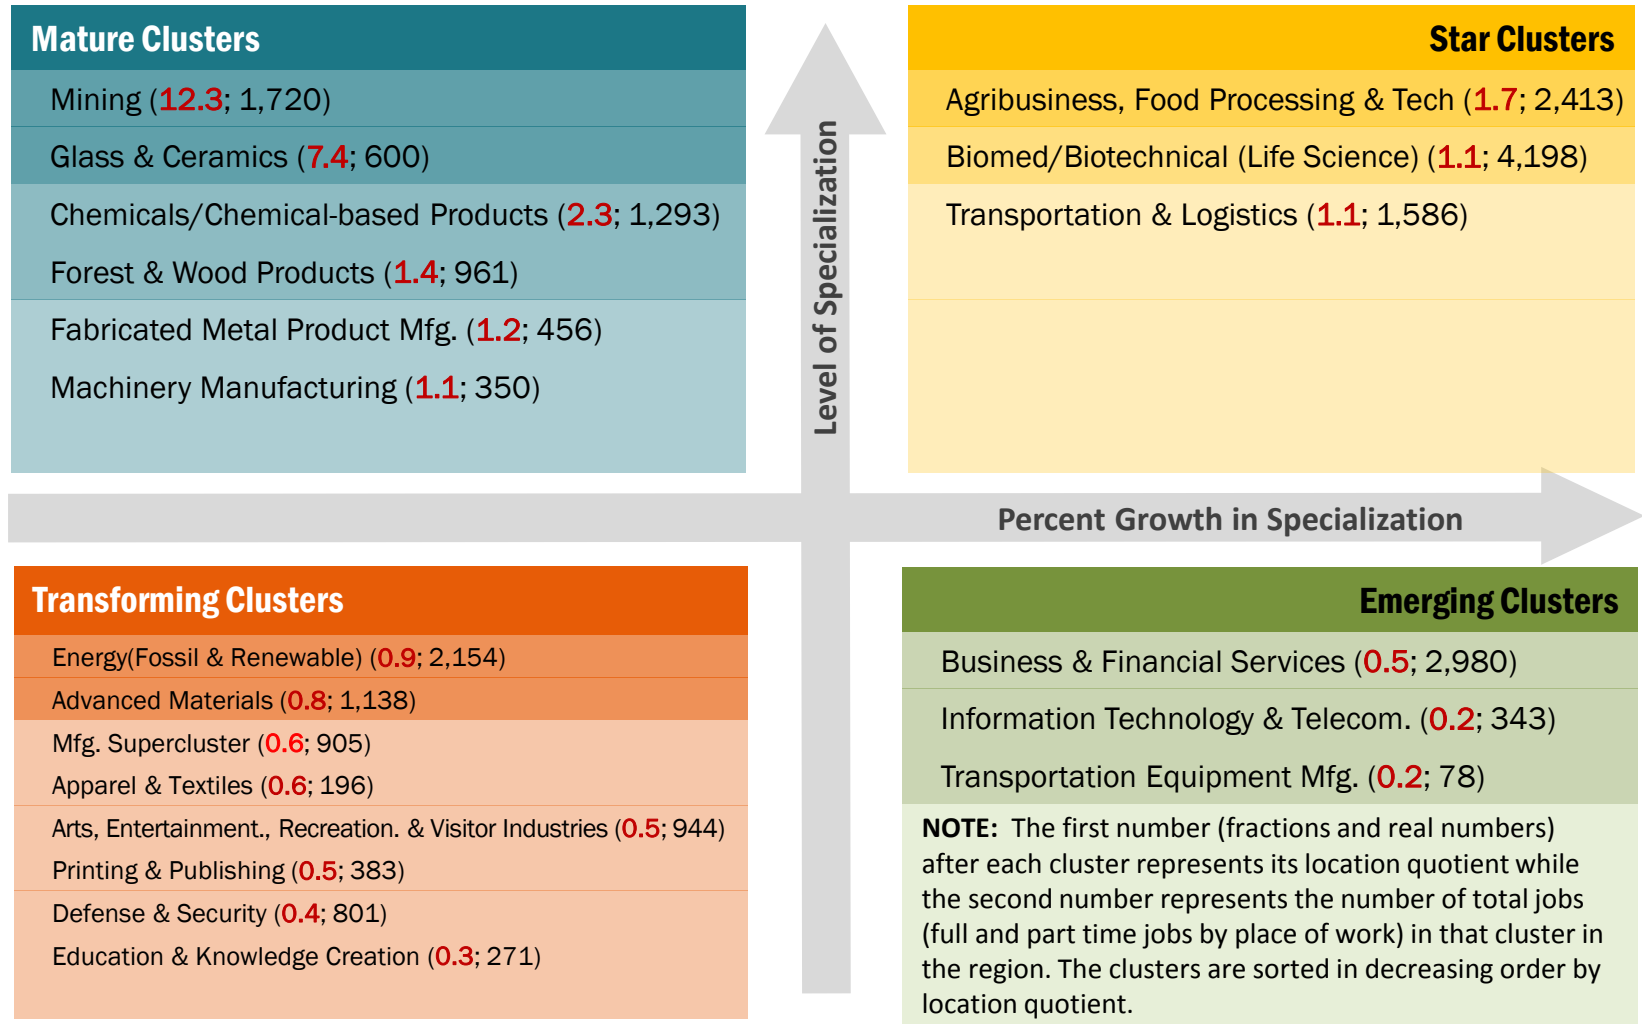 Mature Clusters
Mining (12.3; 1,720)
Glass & Ceramics (7.4; 600)
Chemicals/Chemical-based Products (2.3; 1,293)
Forest & Wood Products (1.4; 961)
Fabricated Metal Product Mfg. (1.2; 456)
Machinery Manufacturing (1.1; 350)
Level of Specialization
Star Clusters
Agribusiness, Food Processing & Tech (1.7; 2,413)
Biomed/Biotechnical (Life Science) (1.1; 4,198)
Transportation & Logistics (1.1; 1,586)
Percent Growth in Specialization
Transforming Clusters
Energy(Fossil & Renewable) (0.9; 2,154)
Advanced Materials (0.8; 1,138)
Mfg. Supercluster (0.6; 905)
Apparel & Textiles (0.6; 196)
Arts, Entertainment., Recreation. & Visitor Industries (0.5; 944)
Printing & Publishing (0.5; 383)
Defense & Security (0.4; 801)
Education & Knowledge Creation (0.3; 271)
Emerging Clusters
Business & Financial Services (0.5; 2,980)
Information Technology & Telecom. (0.2; 343)
Transportation Equipment Mfg. (0.2; 78)
NOTE: The first number (fractions and real numbers)
after each cluster represents its location quotient while
the second number represents the number of total jobs
(full and part time jobs by place of work) in that cluster in
the region. The clusters are sorted in decreasing order by
location quotient.